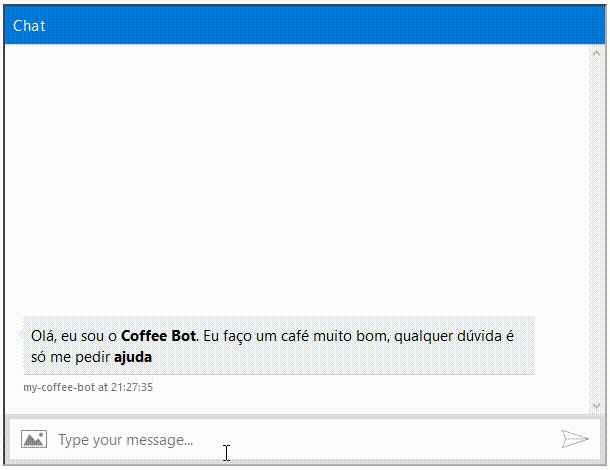 Chat
Olá, eu sou o Coffee Bot. Eu faço um café muito bom, qualquer dúvida é
só me pedir ajuda
my-coffee-bot at 21:27:35
Type your message...